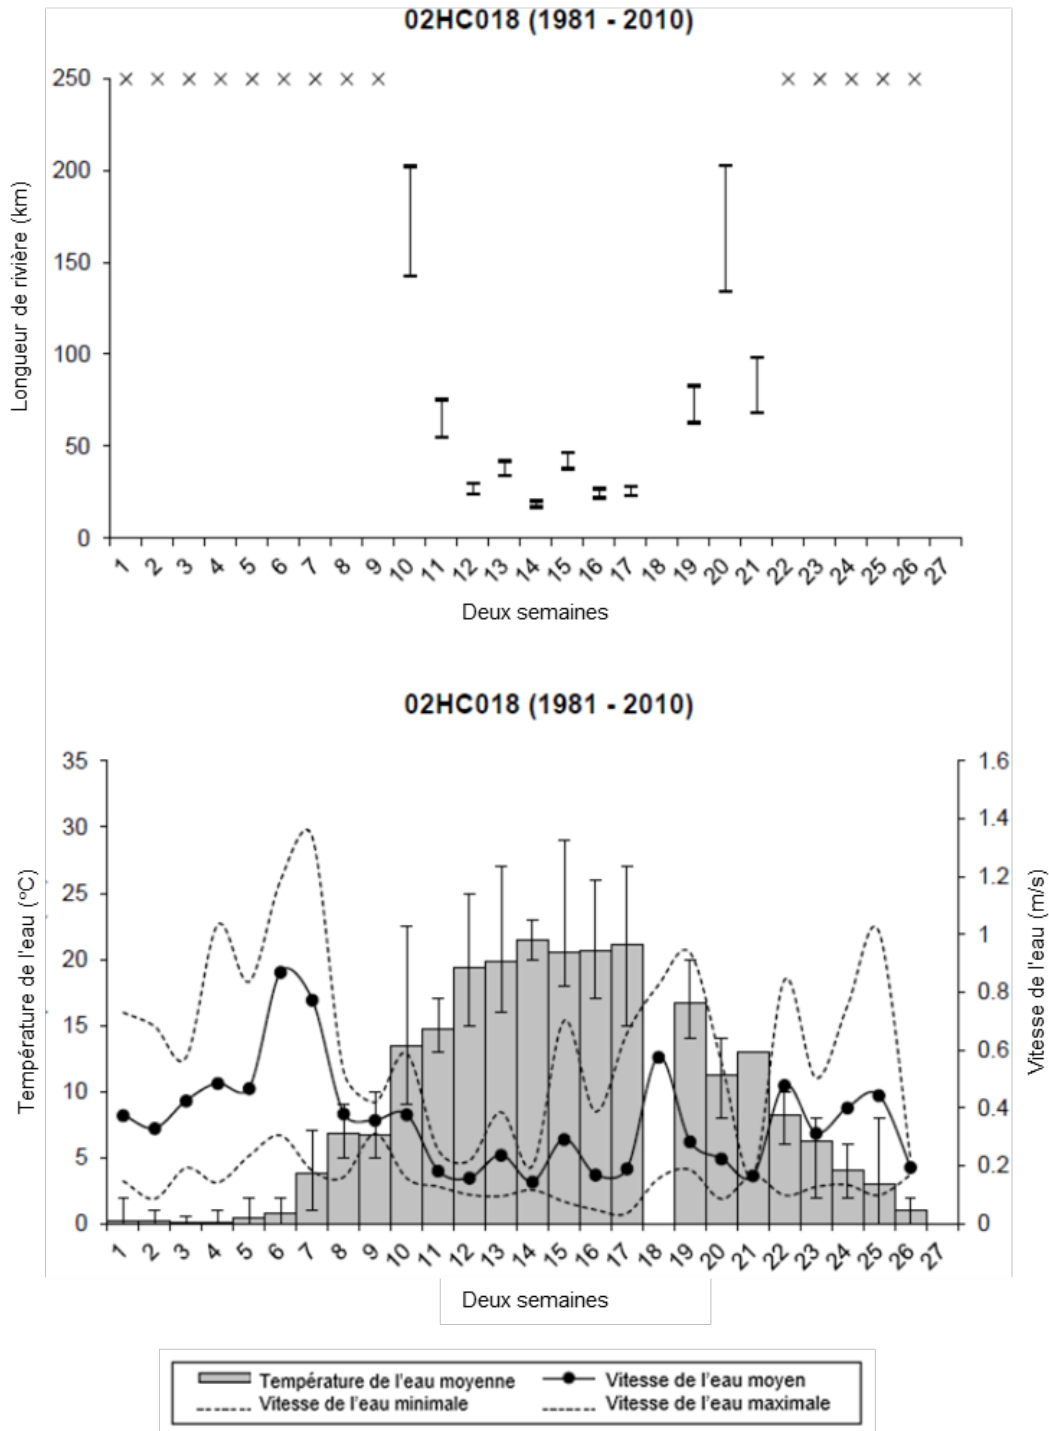 02HC018 (1981 - 2010)
250
200
150
100
50
0
Longueur de rivière (km)
1 2 3 4 5 6 7 8 9 10 11 12 13 14 15 16 17 18 19 20 21 22 23 24 25 26 27
Deux semaines
02HC018 (1981 - 2010)
35
30
25
20
15
10
5
0
Température de l'eau (°C)
1.6
1.4
1.2
1
0.8
0.6
0.4
0.2
0
Vitesse de l'eau (m/s)
1 2 3 4 5 6 7 8 9 10 11 12 13 14 15 16 17 18 19 20 21 22 23 24 25 26 27
Deux semaines
Température de l'eau moyenne
Vitesse de l'eau moyen
Vitesse de l'eau minimale
Vitesse de l'eau maximale